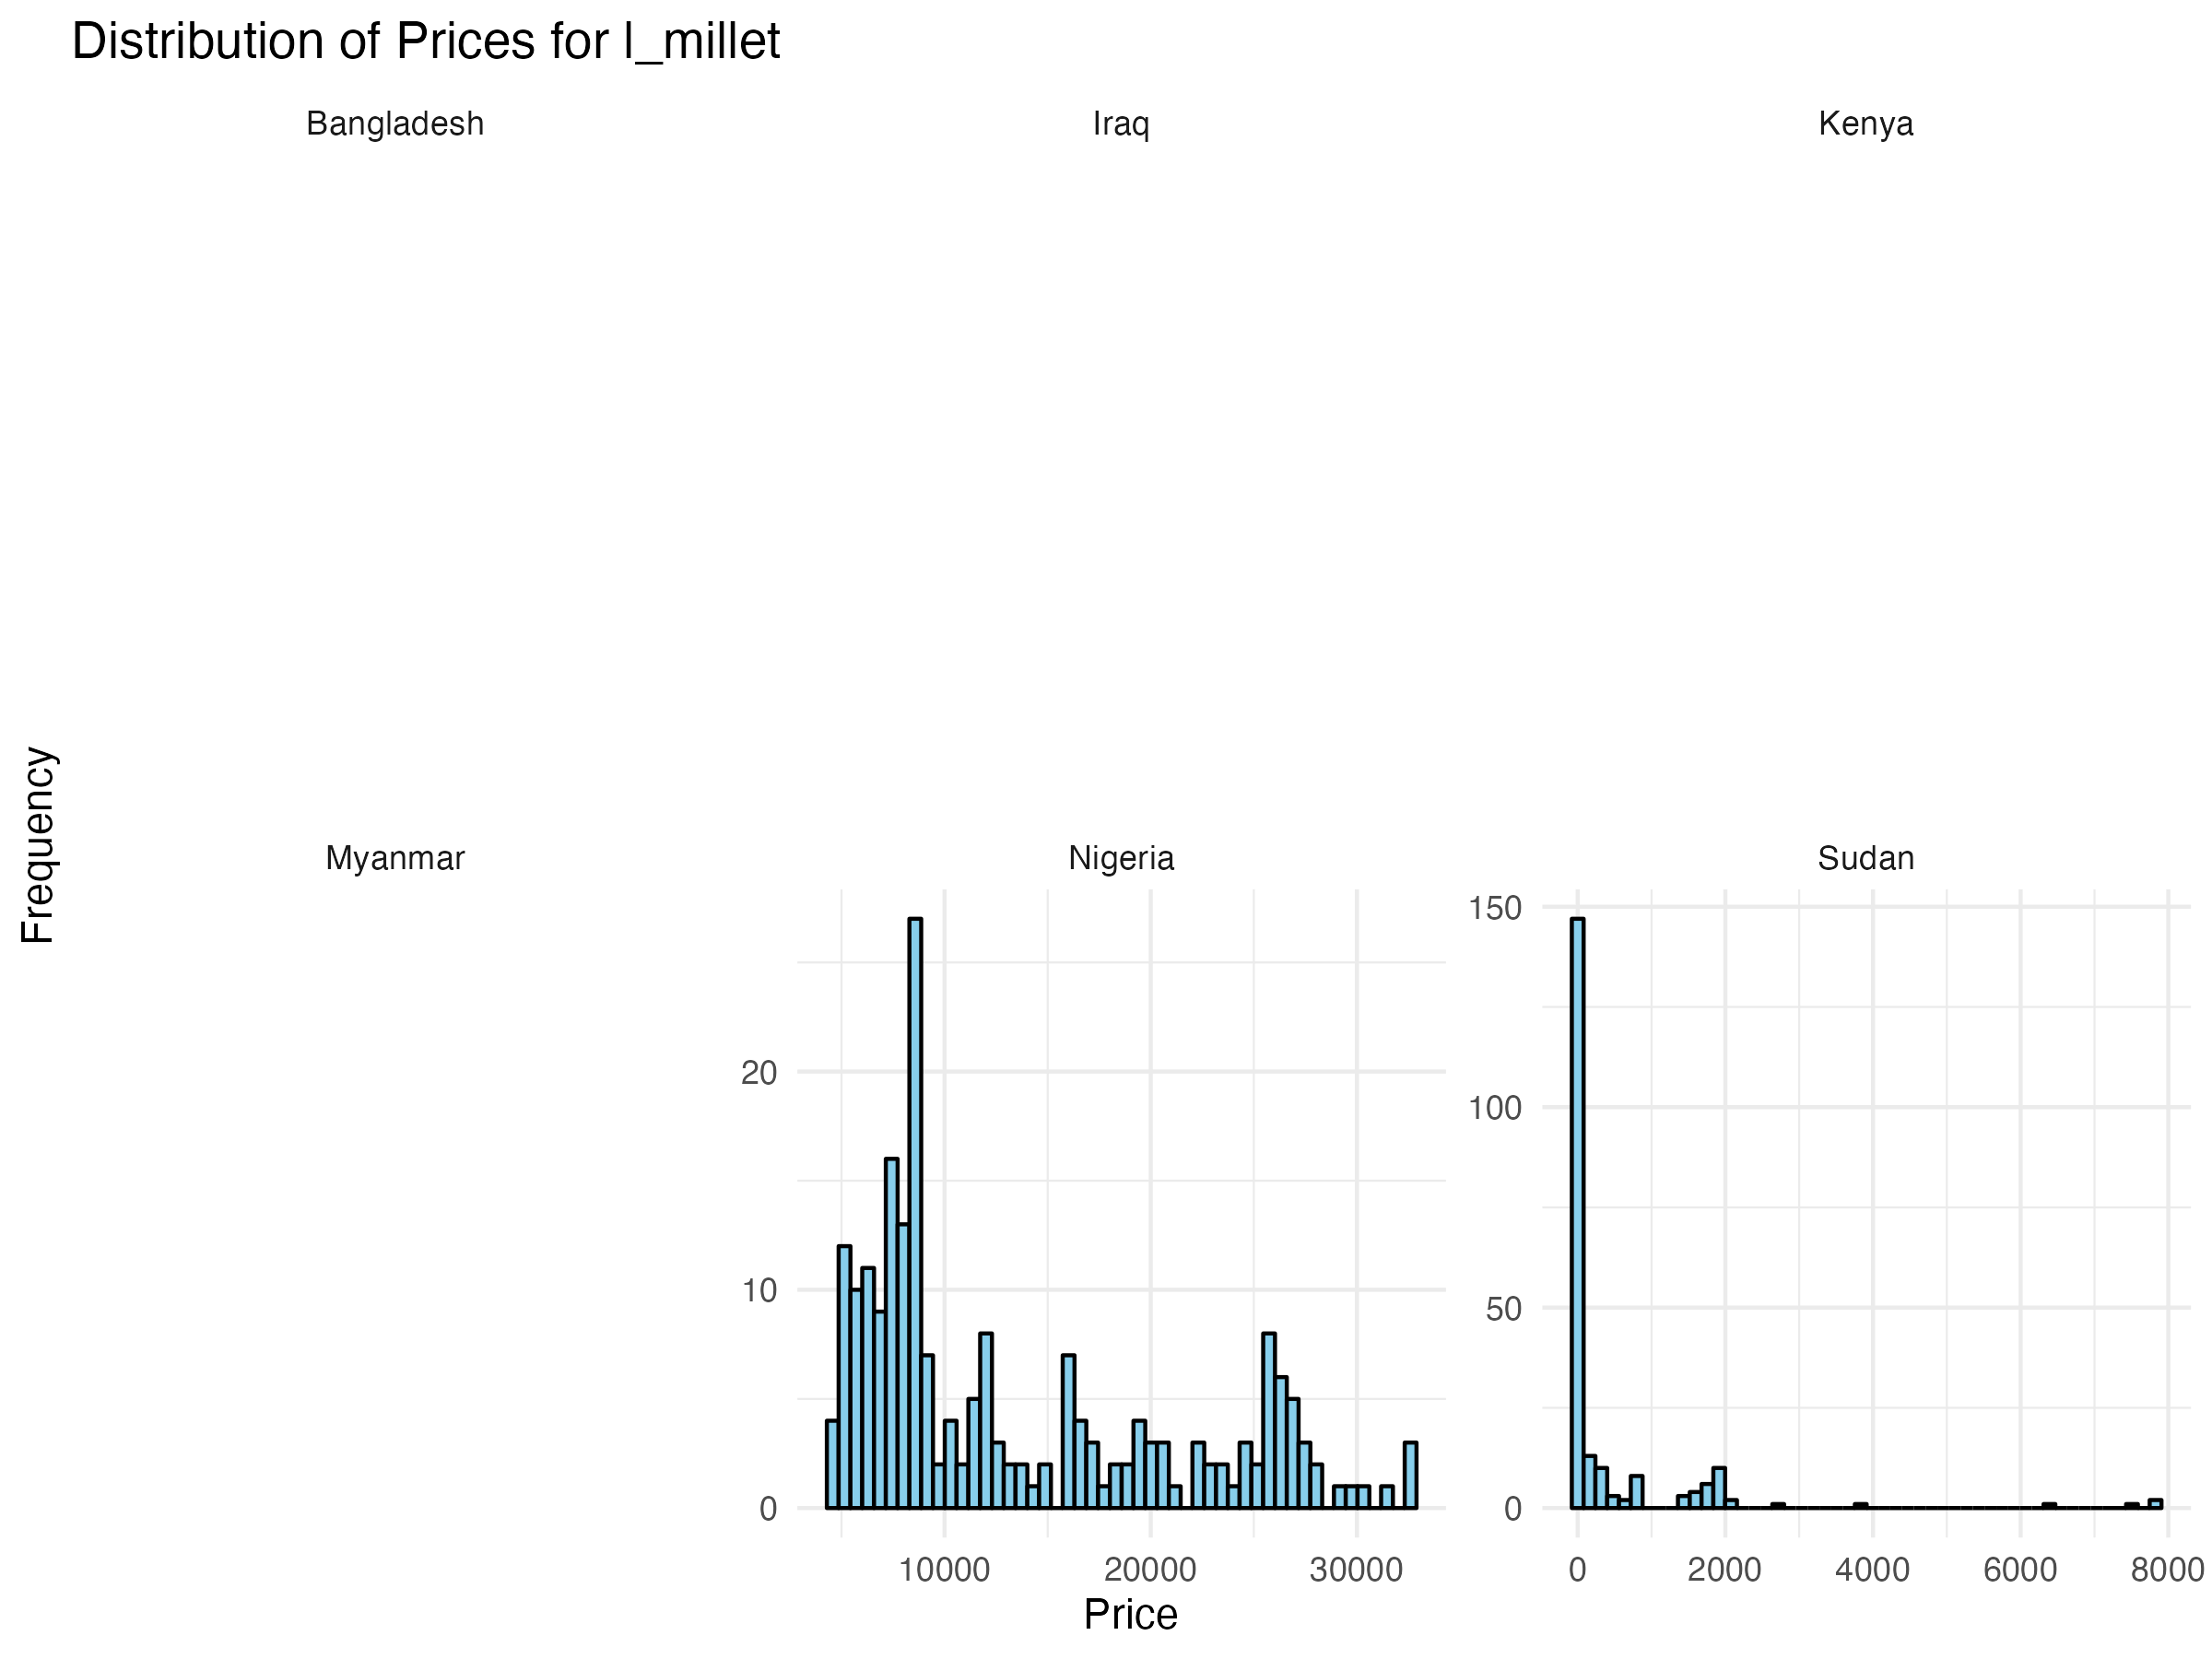 Distribution of Prices for l_millet
Bangladesh
Iraq
Kenya
Frequency
Myanmar
Nigeria
Sudan
20
10
0
150
100
50
0
10000 20000 30000
0 2000 4000 6000 8000
Price